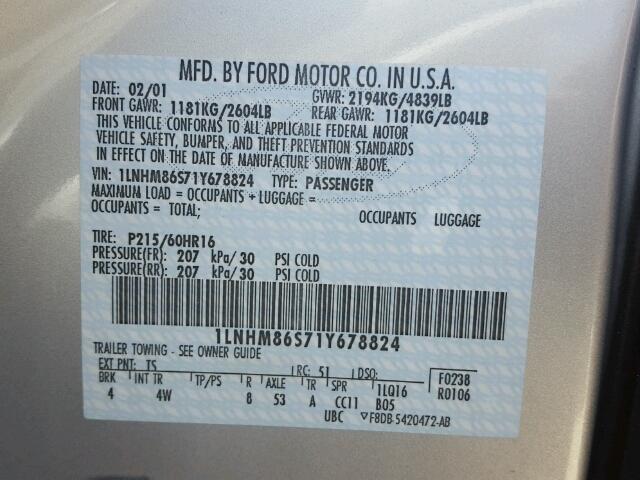 MFD. BY FORD MOTOR CO. IN U.S.A.
DATE: 02/01 GVWR: 2194KG/4839LB
FRONT GAWR: 1181KG/2604LB REAR GAWR: 1181KG/2604LB
THIS VEHICLE CONFORMS TO ALL APPLICABLE FEDERAL MOTOR
VEHICLE SAFETY, BUMPER, AND THEFT PREVENTION STANDARDS
IN EFFECT ON THE DATE OF MANUFACTURE SHOWN ABOVE.
VIN: 1LNHM86S71Y678824 TYPE: PASSENGER
MAXIMUM LOAD = OCCUPANTS + LUGGAGE =
OCCUPANTS = TOTAL; OCCUPANTS LUGGAGE
TIRE: P215/60HR16
PRESSURE(FR) 207 kPa/30 PSI COLD
PRESSURE(RR) 207 kPa/30 PSI COLD
1LNHM86S71Y678824
TRAILER TOWING - SEE OWNER GUIDE
EXT PNT: TS RC: 51 DSO: F0238
BRK INT TR TP/PS R AXLE TR SPR 1LQ16 R0106
4 4W 8 53 A CC11 B05
UBC ▽F8DB-5420472-AB